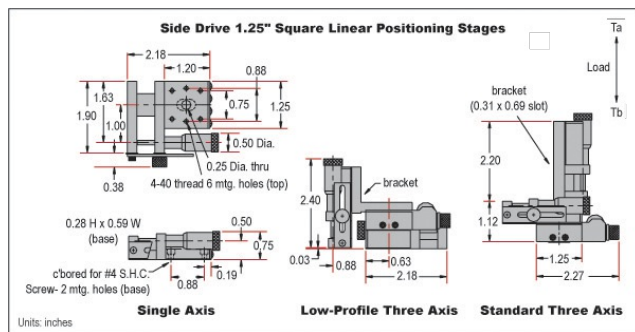 Side Drive 1.25" Square Linear Positioning Stages
Ta
Load
Tb
2.18
1.20
0.88
1.90
1.63
1.00
0.75
1.25
0.50 Dia.
0.38
0.25 Dia. thru
4-40 thread 6 mtg. holes (top)
0.28 H x 0.59 W
(base)
0.50
0.75
0.19
0.88
c'bored for #4 S.H.C.
Screw- 2 mtg. holes (base)
Single Axis
bracket
2.40
0.03
0.88
0.63
2.18
Low-Profile Three Axis
bracket
(0.31 x 0.69 slot)
2.20
1.12
1.25
2.27
Standard Three Axis
Units: inches